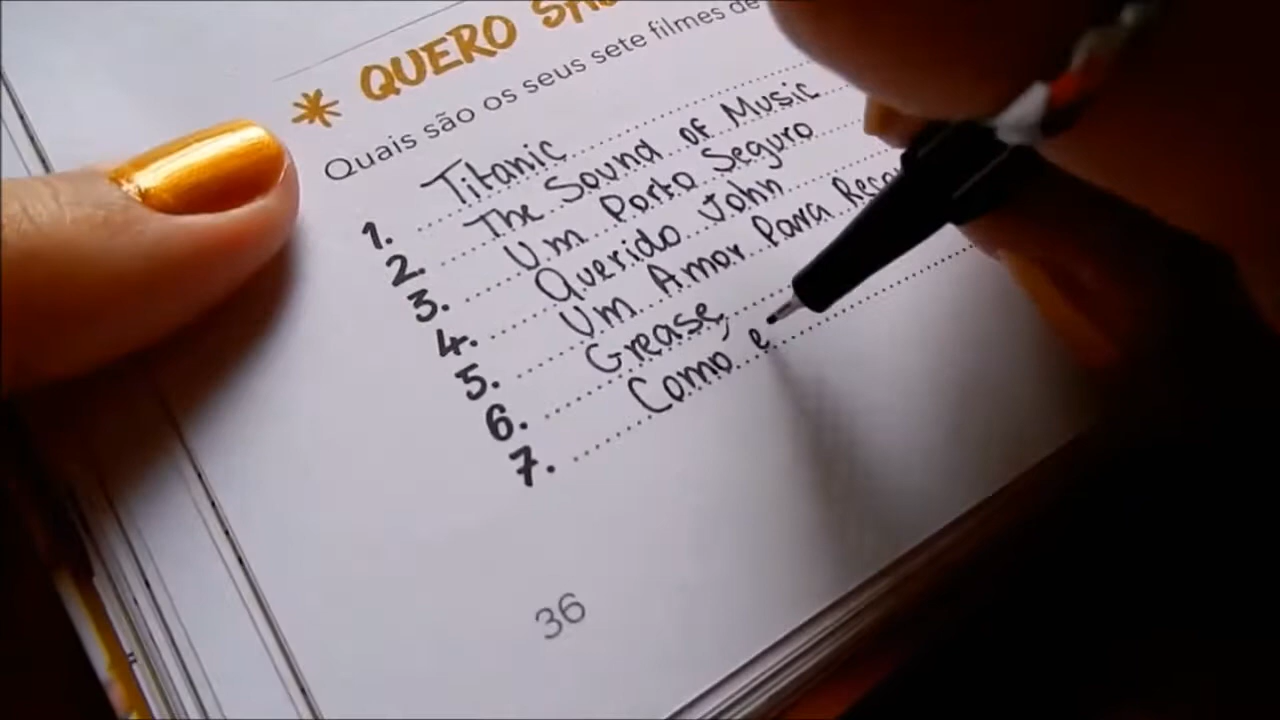 QUERO
Quais são os seus sete filmes de
1. Titanic
2. The Sound of Music
3. Um Porto Seguro
4. Querido John
5. Um Amor Para
6. Grease,
7. Como e
36